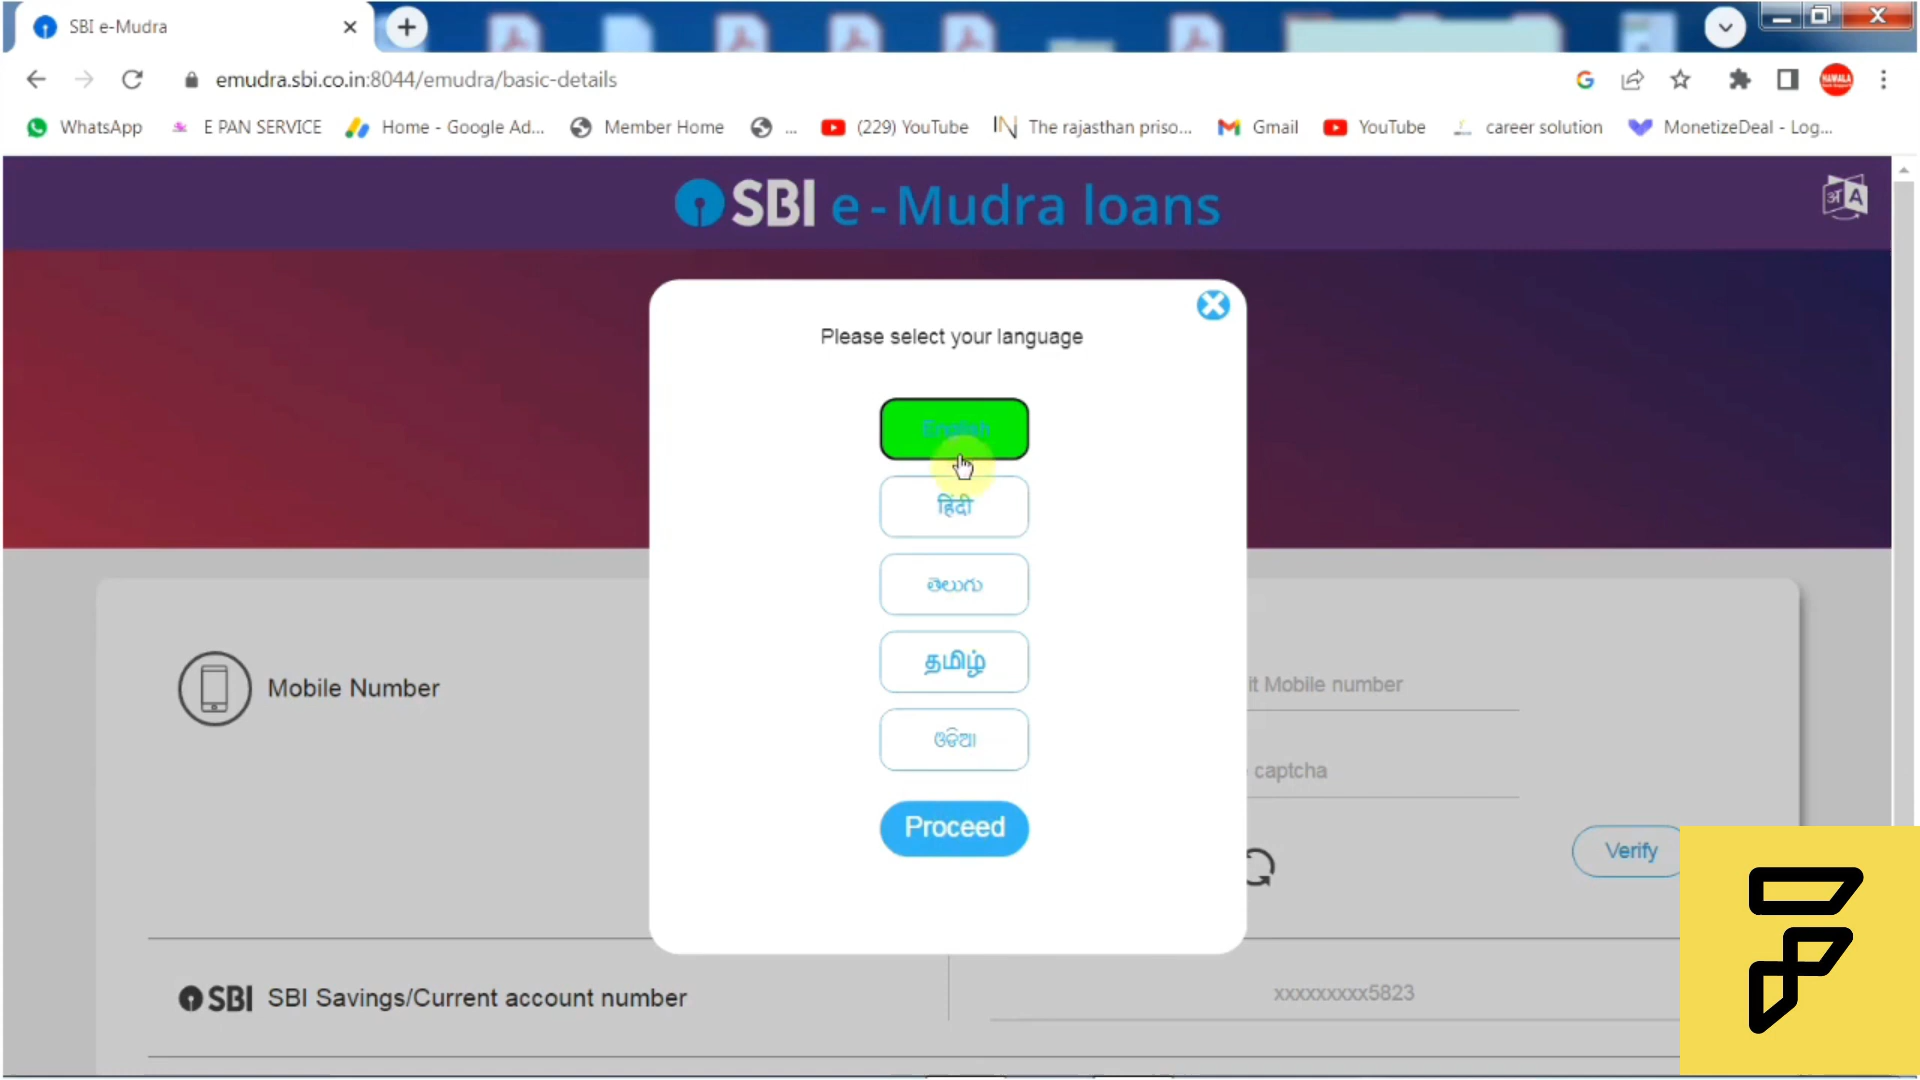 SBI e-Mudra
emudra.sbi.co.in:8044/emudra/basic-details
WhatsApp E PAN SERVICE Home - Google Ad... Member Home ... (229) YouTube The rajasthan priso... Gmail YouTube career solution MonetizeDeal - Log...
SBI e - Mudra loans
Please select your language
English
हिंदी
తెలుగు
தமிழ்
ଓଡିଆ
Proceed
Mobile Number
it Mobile number
captcha
Verify
SBI SBI Savings/Current account number
xxxxxxxxx5823